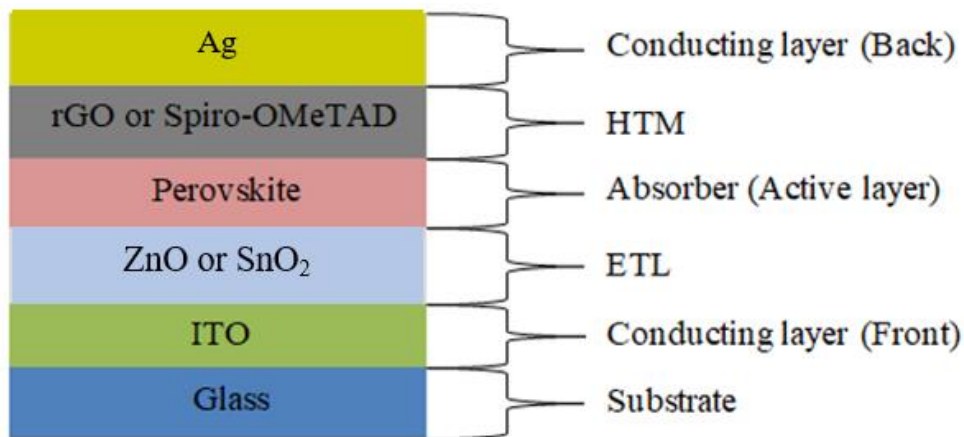 Ag
Conducting layer (Back)
rGO or Spiro-OMeTAD
HTM
Perovskite
Absorber (Active layer)
ZnO or SnO₂
ETL
ITO
Conducting layer (Front)
Glass
Substrate